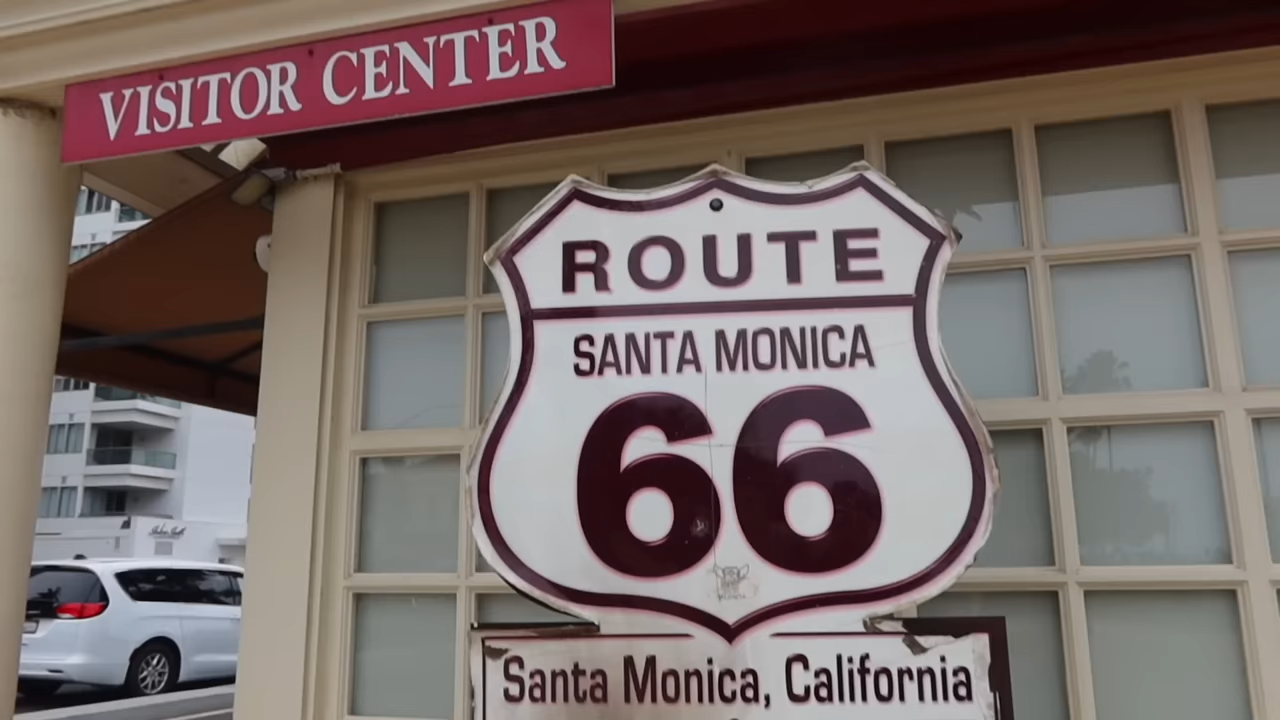 VISITOR CENTER
ROUTE
SANTA MONICA
66
Santa Monica, California